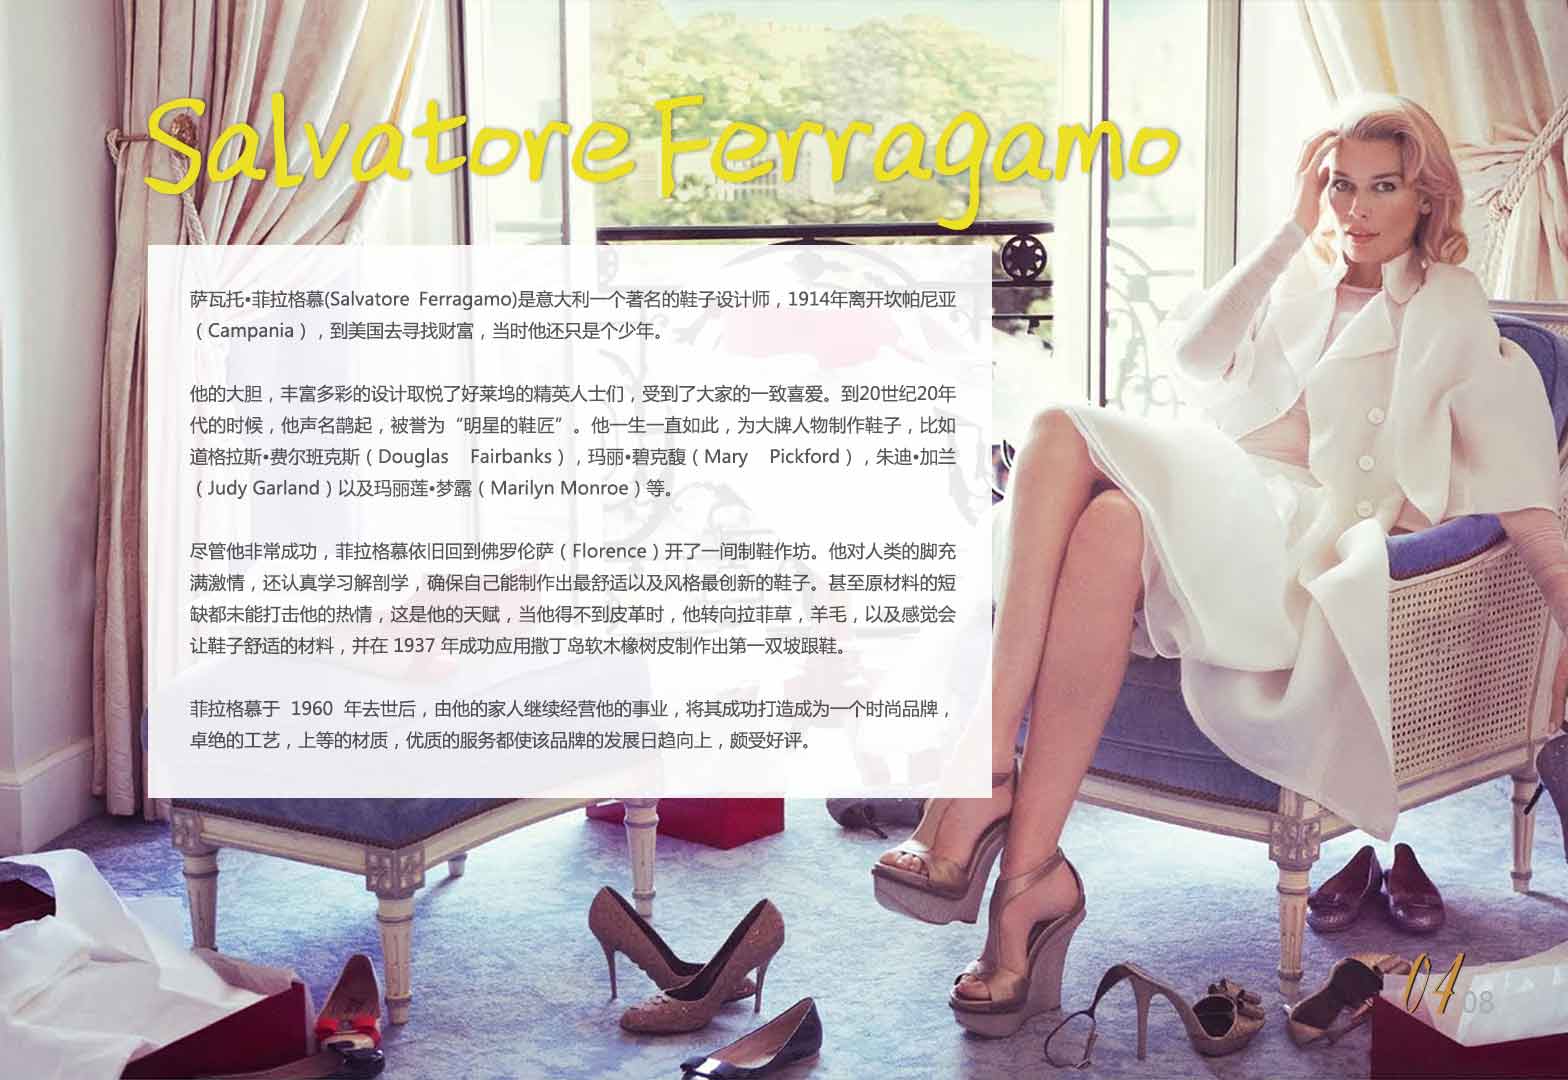 Salvatore Ferragamo
萨瓦托•菲拉格慕(Salvatore Ferragamo)是意大利一个著名的鞋子设计师，1914年离开坎帕尼亚
（Campania），到美国去寻找财富，当时他还只是个少年。
他的大胆，丰富多彩的设计取悦了好莱坞的精英人士们，受到了大家的一致喜爱。到20世纪20年
代的时候，他声名鹊起，被誉为“明星的鞋匠”。他一生一直如此，为大牌人物制作鞋子，比如
道格拉斯•费尔班克斯（Douglas Fairbanks），玛丽•碧克馥（Mary Pickford），朱迪•加兰
（Judy Garland）以及玛丽莲•梦露（Marilyn Monroe）等。
尽管他非常成功，菲拉格慕依旧回到佛罗伦萨（Florence）开了一间制鞋作坊。他对人类的脚充
满激情，还认真学习解剖学，确保自己能制作出最舒适以及风格最创新的鞋子。甚至原材料的短
缺都未能打击他的热情，这是他的天赋，当他得不到皮革时，他转向拉菲草，羊毛，以及感觉会
让鞋子舒适的材料，并在 1937 年成功应用撒丁岛软木橡树皮制作出第一双坡跟鞋。
菲拉格慕于 1960 年去世后，由他的家人继续经营他的事业，将其成功打造成为一个时尚品牌，
卓绝的工艺，上等的材质，优质的服务都使该品牌的发展日趋向上，颇受好评。
04 08